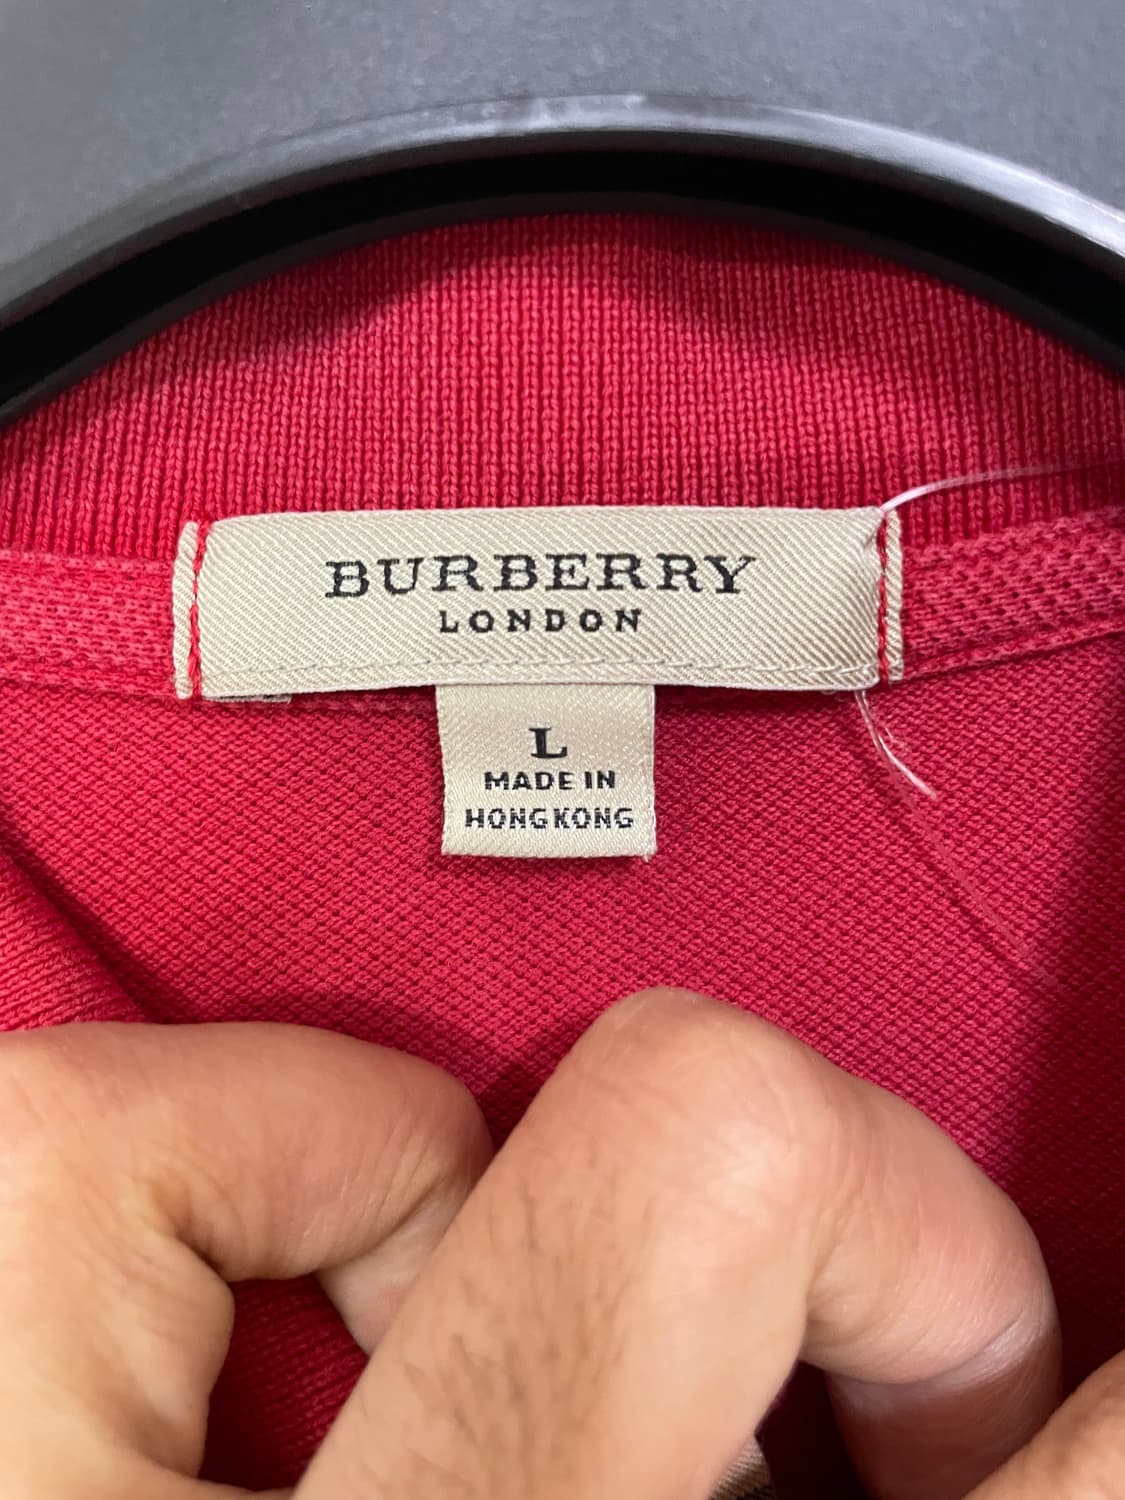 BURBERRY
LONDON
L
MADE IN
HONG KONG